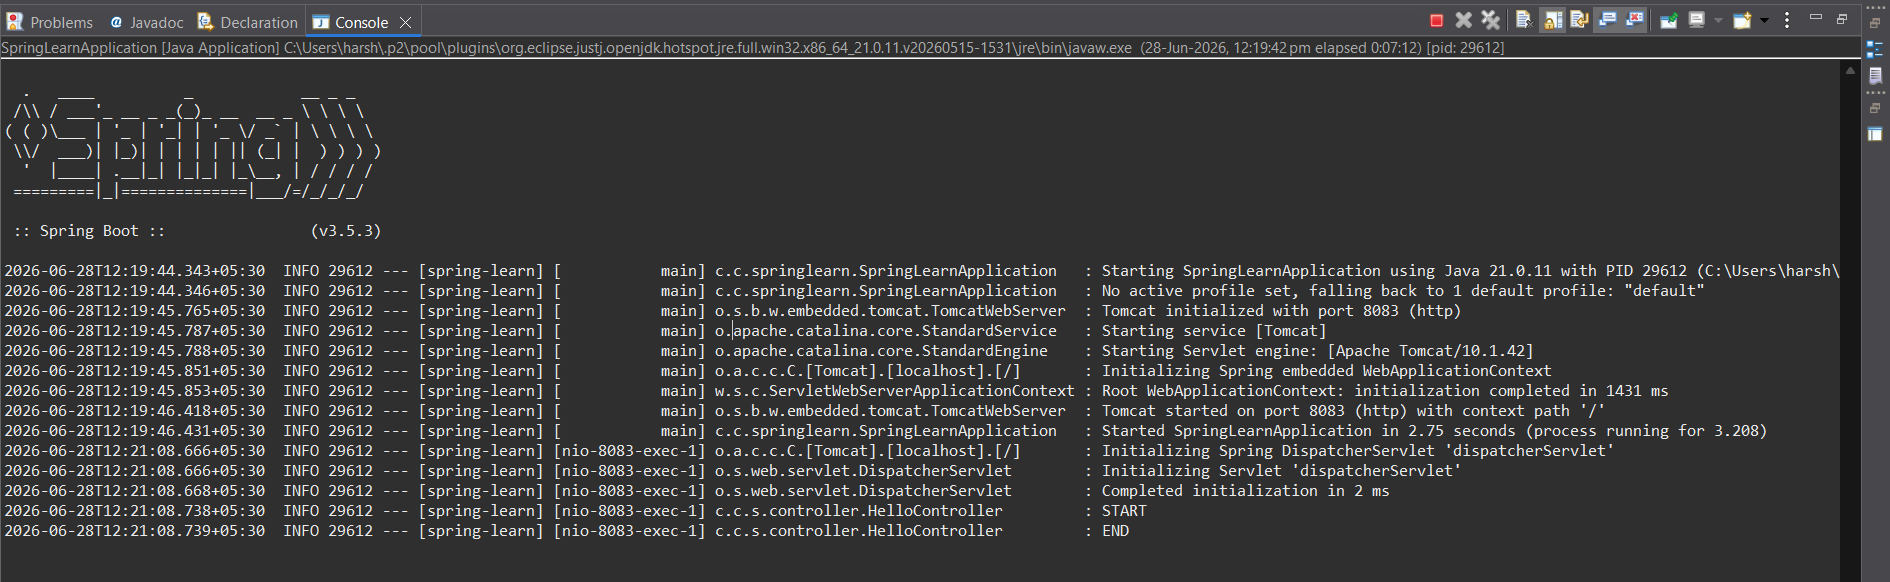 Problems @ Javadoc Declaration Console
SpringLearnApplication [Java Application] C:\Users\harsh\.p2\pool\plugins\org.eclipse.justj.openjdk.hotspot.jre.full.win32.x86_64_21.0.11.v20260515-1531\jre\bin\javaw.exe (28-Jun-2026, 12:19:42 pm elapsed 0:07:12) [pid: 29612]
  .   ____          _            __ _ _
 /\\ / ___'_ __ _ _(_)_ __  __ _ \ \ \ \
( ( )\___ | '_ | '_| | '_ \/ _` | \ \ \ \
 \\/  ___)| |_)| | | | | || (_| |  ) ) ) )
  '  |____| .__|_| |_|_| |_\__, | / / / /
 =========|_|==============|___/=/_/_/_/
 :: Spring Boot ::                (v3.5.3)
2026-06-28T12:19:44.343+05:30  INFO 29612 --- [spring-learn] [           main] c.c.springlearn.SpringLearnApplication   : Starting SpringLearnApplication using Java 21.0.11 with PID 29612 (C:\Users\harsh\
2026-06-28T12:19:44.346+05:30  INFO 29612 --- [spring-learn] [           main] c.c.springlearn.SpringLearnApplication   : No active profile set, falling back to 1 default profile: "default"
2026-06-28T12:19:45.765+05:30  INFO 29612 --- [spring-learn] [           main] o.s.b.w.embedded.tomcat.TomcatWebServer  : Tomcat initialized with port 8083 (http)
2026-06-28T12:19:45.787+05:30  INFO 29612 --- [spring-learn] [           main] o.apache.catalina.core.StandardService   : Starting service [Tomcat]
2026-06-28T12:19:45.788+05:30  INFO 29612 --- [spring-learn] [           main] o.apache.catalina.core.StandardEngine    : Starting Servlet engine: [Apache Tomcat/10.1.42]
2026-06-28T12:19:45.851+05:30  INFO 29612 --- [spring-learn] [           main] o.a.c.c.C.[Tomcat].[localhost].[/]       : Initializing Spring embedded WebApplicationContext
2026-06-28T12:19:45.853+05:30  INFO 29612 --- [spring-learn] [           main] w.s.c.ServletWebServerApplicationContext : Root WebApplicationContext: initialization completed in 1431 ms
2026-06-28T12:19:46.418+05:30  INFO 29612 --- [spring-learn] [           main] o.s.b.w.embedded.tomcat.TomcatWebServer  : Tomcat started on port 8083 (http) with context path '/'
2026-06-28T12:19:46.431+05:30  INFO 29612 --- [spring-learn] [           main] c.c.springlearn.SpringLearnApplication   : Started SpringLearnApplication in 2.75 seconds (process running for 3.208)
2026-06-28T12:21:08.666+05:30  INFO 29612 --- [spring-learn] [nio-8083-exec-1] o.a.c.c.C.[Tomcat].[localhost].[/]       : Initializing Spring DispatcherServlet 'dispatcherServlet'
2026-06-28T12:21:08.666+05:30  INFO 29612 --- [spring-learn] [nio-8083-exec-1] o.s.web.servlet.DispatcherServlet        : Initializing Servlet 'dispatcherServlet'
2026-06-28T12:21:08.668+05:30  INFO 29612 --- [spring-learn] [nio-8083-exec-1] o.s.web.servlet.DispatcherServlet        : Completed initialization in 2 ms
2026-06-28T12:21:08.738+05:30  INFO 29612 --- [spring-learn] [nio-8083-exec-1] c.c.s.controller.HelloController         : START
2026-06-28T12:21:08.739+05:30  INFO 29612 --- [spring-learn] [nio-8083-exec-1] c.c.s.controller.HelloController         : END